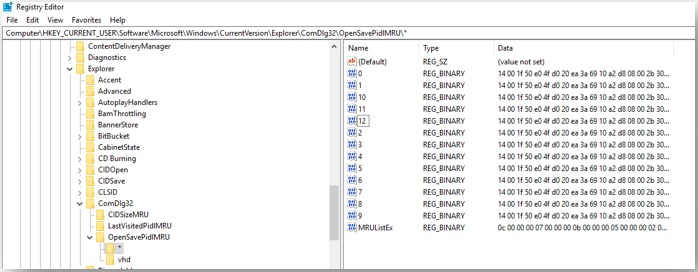 Registry Editor
File Edit View Favorites Help
Computer\HKEY_CURRENT_USER\Software\Microsoft\Windows\CurrentVersion\Explorer\ComDlg32\OpenSavePidlMRU\*
ContentDeliveryManager
Diagnostics
Explorer
Accent
Advanced
AutoplayHandlers
BamThrottling
BannerStore
BitBucket
CabinetState
CD Burning
CIDOpen
CIDSave
CLSID
ComDlg32
CIDSizeMRU
LastVisitedPidlMRU
OpenSavePidlMRU
*
vhd
Name Type Data
(Default) REG_SZ (value not set)
0 REG_BINARY 14 00 1f 50 e0 4f d0 20 ea 3a 69 10 a2 d8 08 00 2b 30...
1 REG_BINARY 14 00 1f 50 e0 4f d0 20 ea 3a 69 10 a2 d8 08 00 2b 30...
10 REG_BINARY 14 00 1f 50 e0 4f d0 20 ea 3a 69 10 a2 d8 08 00 2b 30...
11 REG_BINARY 14 00 1f 50 e0 4f d0 20 ea 3a 69 10 a2 d8 08 00 2b 30...
12 REG_BINARY 14 00 1f 50 e0 4f d0 20 ea 3a 69 10 a2 d8 08 00 2b 30...
2 REG_BINARY 14 00 1f 50 e0 4f d0 20 ea 3a 69 10 a2 d8 08 00 2b 30...
3 REG_BINARY 14 00 1f 50 e0 4f d0 20 ea 3a 69 10 a2 d8 08 00 2b 30...
4 REG_BINARY 14 00 1f 50 e0 4f d0 20 ea 3a 69 10 a2 d8 08 00 2b 30...
5 REG_BINARY 14 00 1f 50 e0 4f d0 20 ea 3a 69 10 a2 d8 08 00 2b 30...
6 REG_BINARY 14 00 1f 50 e0 4f d0 20 ea 3a 69 10 a2 d8 08 00 2b 30...
7 REG_BINARY 14 00 1f 50 e0 4f d0 20 ea 3a 69 10 a2 d8 08 00 2b 30...
8 REG_BINARY 14 00 1f 50 e0 4f d0 20 ea 3a 69 10 a2 d8 08 00 2b 30...
9 REG_BINARY 14 00 1f 50 e0 4f d0 20 ea 3a 69 10 a2 d8 08 00 2b 30...
MRUListEx REG_BINARY 0c 00 00 00 07 00 00 00 0b 00 00 00 05 00 00 00 02 0...